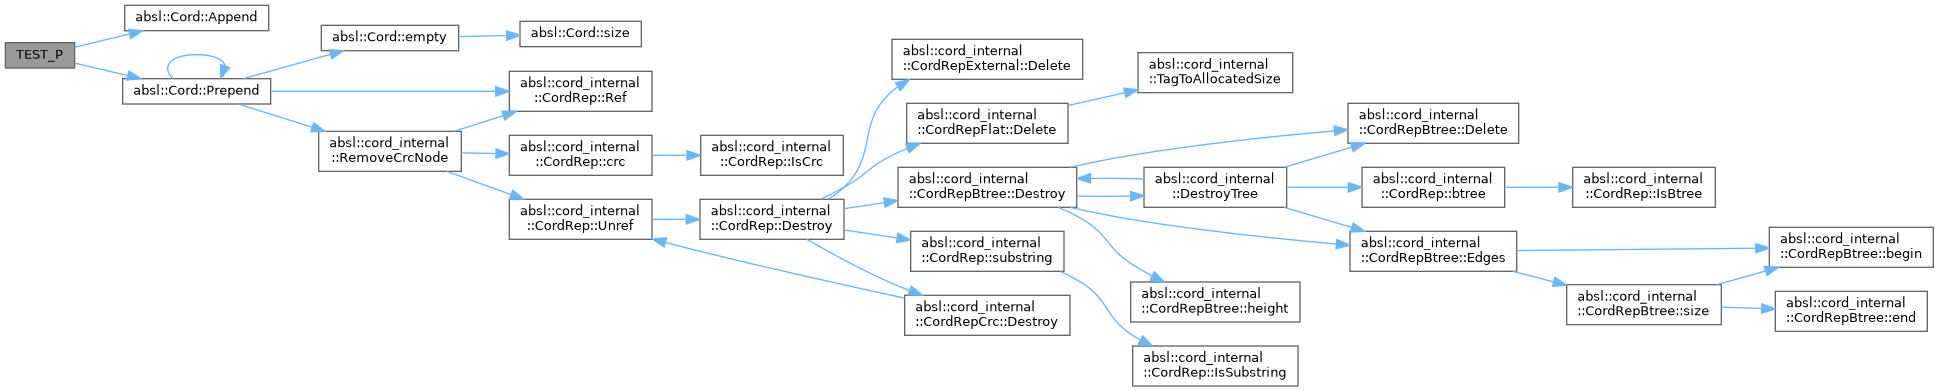 TEST_P
absl::Cord::Append
absl::Cord::Prepend
absl::Cord::empty
absl::Cord::size
absl::cord_internal
::CordRep::Ref
absl::cord_internal
::RemoveCrcNode
absl::cord_internal
::CordRep::crc
absl::cord_internal
::CordRep::IsCrc
absl::cord_internal
::CordRep::Unref
absl::cord_internal
::CordRep::Destroy
absl::cord_internal
::CordRepExternal::Delete
absl::cord_internal
::CordRepFlat::Delete
absl::cord_internal
::TagToAllocatedSize
absl::cord_internal
::CordRepBtree::Destroy
absl::cord_internal
::DestroyTree
absl::cord_internal
::CordRepBtree::Delete
absl::cord_internal
::CordRep::btree
absl::cord_internal
::CordRep::IsBtree
absl::cord_internal
::CordRep::substring
absl::cord_internal
::CordRepBtree::Edges
absl::cord_internal
::CordRepBtree::begin
absl::cord_internal
::CordRepCrc::Destroy
absl::cord_internal
::CordRepBtree::height
absl::cord_internal
::CordRepBtree::size
absl::cord_internal
::CordRepBtree::end
absl::cord_internal
::CordRep::IsSubstring